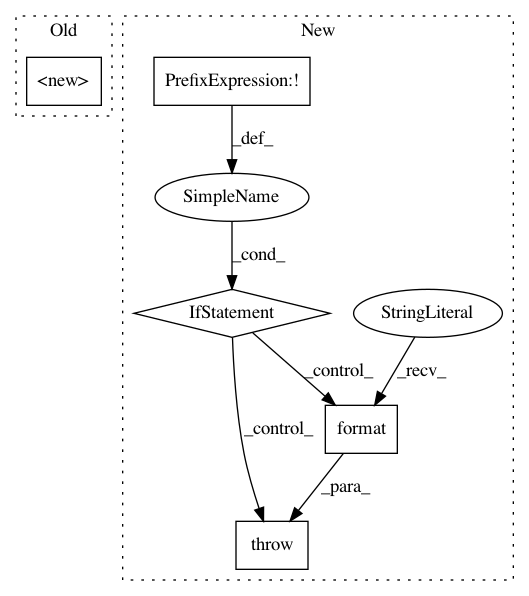 Old
New
<new>
PrefixExpression:!
_def_
SimpleName
_cond_
IfStatement
StringLiteral
_control_
_recv_
_control_
format
_para_
throw